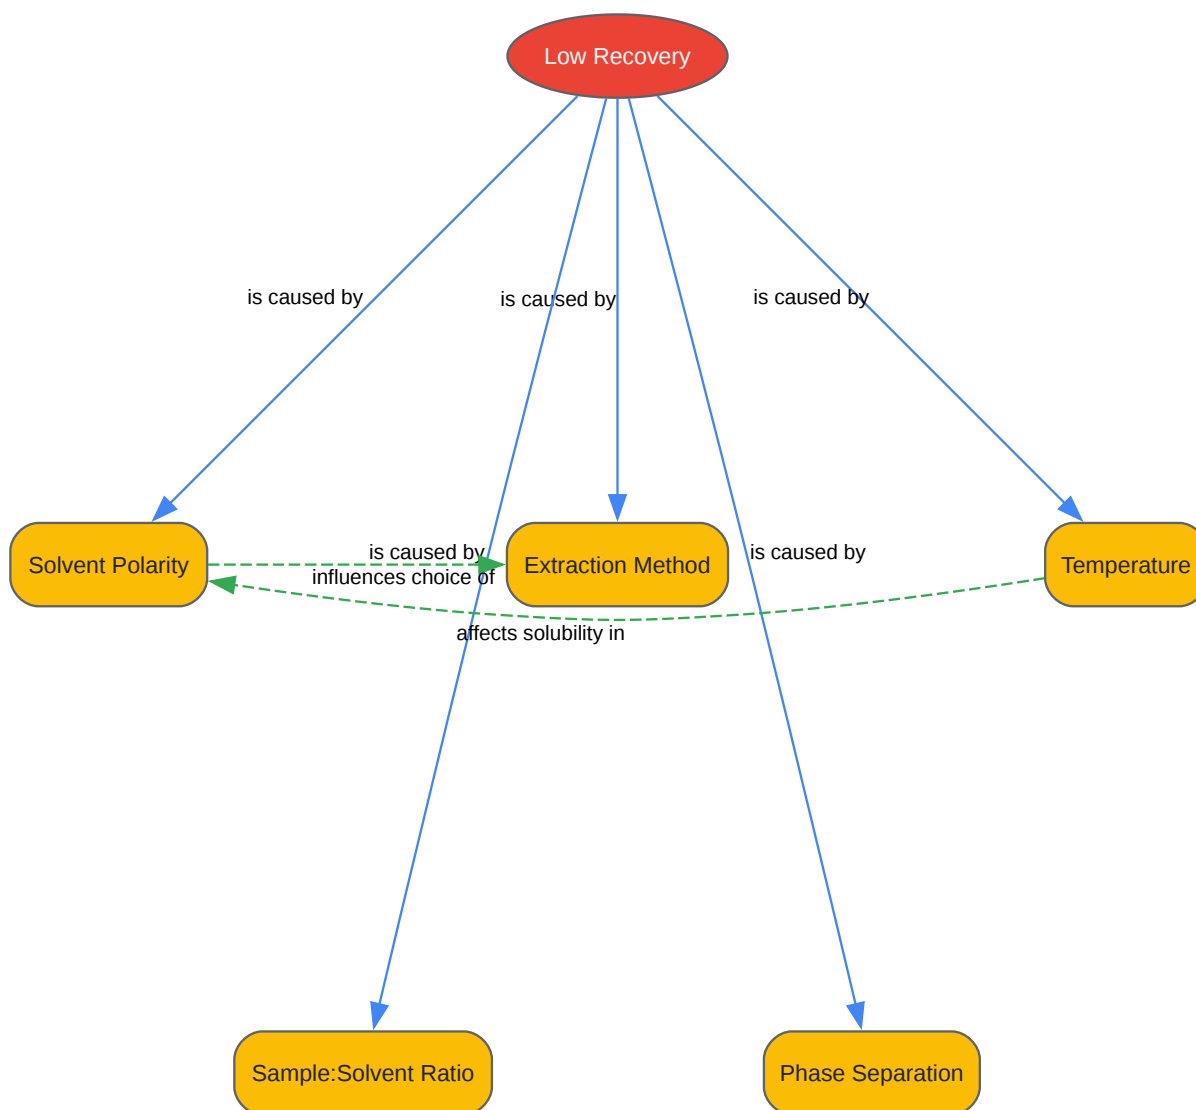 Low Recovery
is caused by
is caused by
is caused by
Solvent Polarity
is caused by
influences choice of
Extraction Method
is caused by
Temperature
affects solubility in
Sample:Solvent Ratio
Phase Separation